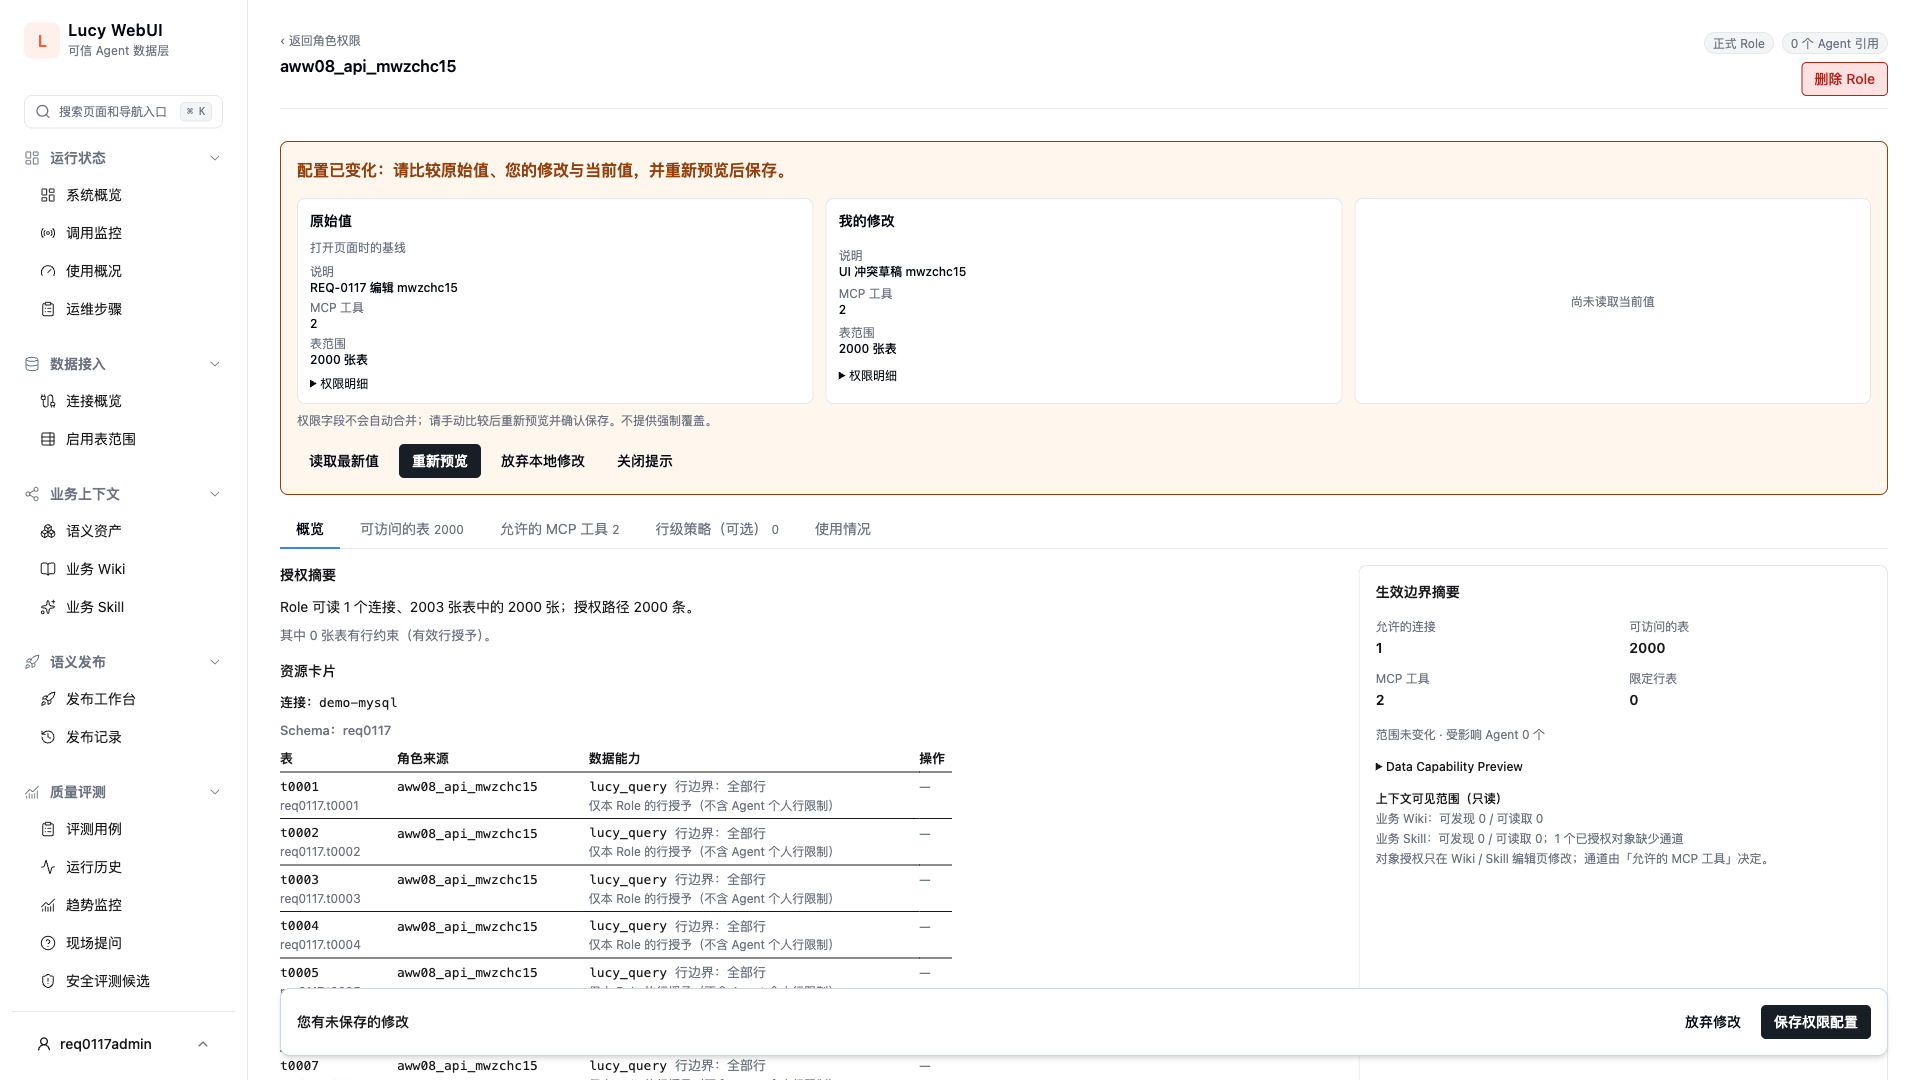 L
Lucy WebUI
可信 Agent 数据层
搜索页面和导航入口 ⌘ K
运行状态
系统概览
调用监控
使用概况
运维步骤
数据接入
连接概览
启用表范围
业务上下文
语义资产
业务 Wiki
业务 Skill
语义发布
发布工作台
发布记录
质量评测
评测用例
运行历史
趋势监控
现场提问
安全评测候选
req0117admin
‹ 返回角色权限
aww08_api_mwzchc15
正式 Role
0 个 Agent 引用
删除 Role
配置已变化：请比较原始值、您的修改与当前值，并重新预览后保存。
原始值
打开页面时的基线
说明
REQ-0117 编辑 mwzchc15
MCP 工具
2
表范围
2000 张表
权限明细
我的修改
说明
UI 冲突草稿 mwzchc15
MCP 工具
2
表范围
2000 张表
权限明细
尚未读取当前值
权限字段不会自动合并；请手动比较后重新预览并确认保存。不提供强制覆盖。
读取最新值 重新预览 放弃本地修改 关闭提示
概览 可访问的表 2000 允许的 MCP 工具 2 行级策略（可选） 0 使用情况
授权摘要
Role 可读 1 个连接、2003 张表中的 2000 张；授权路径 2000 条。
其中 0 张表有行约束（有效行授予）。
资源卡片
连接：demo-mysql
Schema：req0117
表 角色来源 数据能力 操作
t0001 aww08_api_mwzchc15 lucy_query 行边界：全部行 —
req0117.t0001 仅本 Role 的行授予（不含 Agent 个人行限制）
t0002 aww08_api_mwzchc15 lucy_query 行边界：全部行 —
req0117.t0002 仅本 Role 的行授予（不含 Agent 个人行限制）
t0003 aww08_api_mwzchc15 lucy_query 行边界：全部行 —
req0117.t0003 仅本 Role 的行授予（不含 Agent 个人行限制）
t0004 aww08_api_mwzchc15 lucy_query 行边界：全部行 —
req0117.t0004 仅本 Role 的行授予（不含 Agent 个人行限制）
t0005 aww08_api_mwzchc15 lucy_query 行边界：全部行 —
t0007 aww08_api_mwzchc15 lucy_query 行边界：全部行 —
生效边界摘要
允许的连接
1
可访问的表
2000
MCP 工具
2
限定行表
0
范围未变化 · 受影响 Agent 0 个
Data Capability Preview
上下文可见范围（只读）
业务 Wiki：可发现 0 / 可读取 0
业务 Skill：可发现 0 / 可读取 0；1 个已授权对象缺少通道
对象授权只在 Wiki / Skill 编辑页修改；通道由「允许的 MCP 工具」决定。
您有未保存的修改
放弃修改 保存权限配置